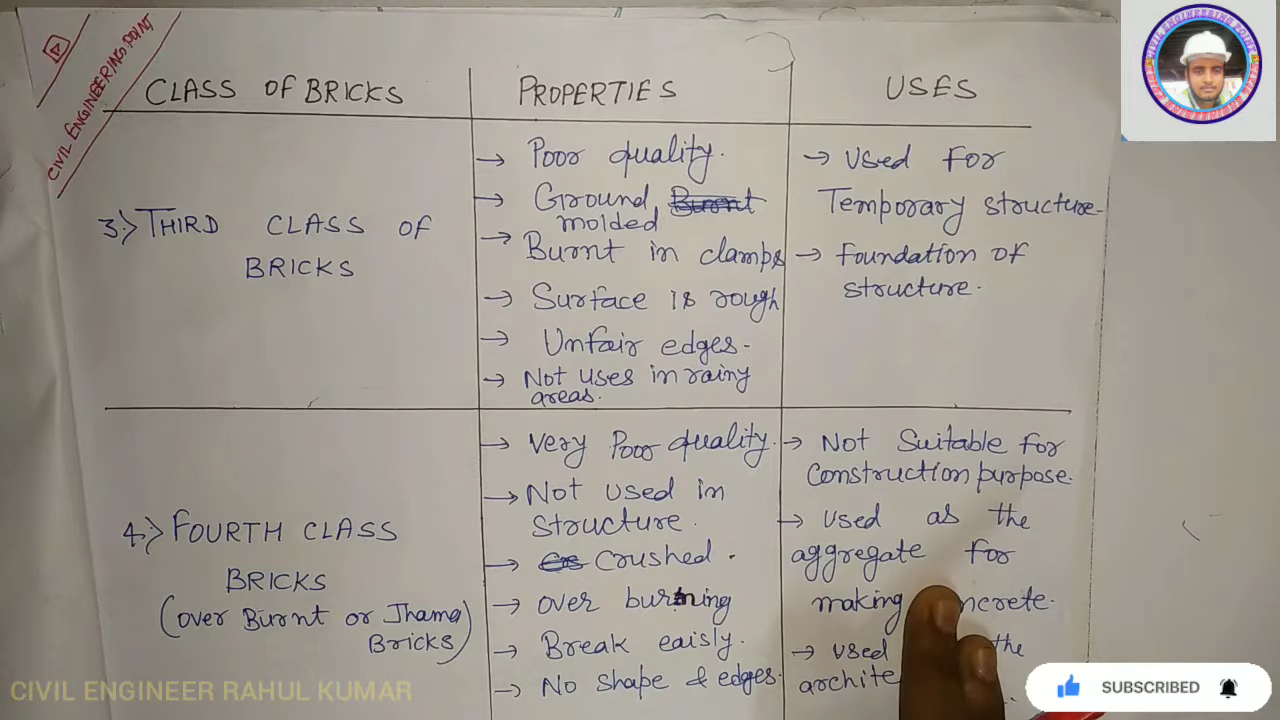 CIVIL ENGINEERING POINT
CLASS OF BRICKS
PROPERTIES
USES
3.> THIRD CLASS OF
BRICKS
→ Poor quality.
→ Ground
molded
→ Burnt in clamps
→ Surface is rough
→ Unfair edges.
→ Not uses in rainy
areas.
→ Used For
Temporary structure.
→ foundation of
structure.
4.> FOURTH CLASS
BRICKS
(over Burnt or Jhama
Bricks)
→ Very Poor quality.
→ Not used in
structure.
→ Crushed.
→ over burning
→ Break eaisly.
→ No shape & edges.
→ Not Suitable for
construction purpose.
→ used as the
aggregate for
making
→ used the
CIVIL ENGINEERING POINT
CIVIL ENGINEER RAHUL KUMAR
SUBSCRIBED